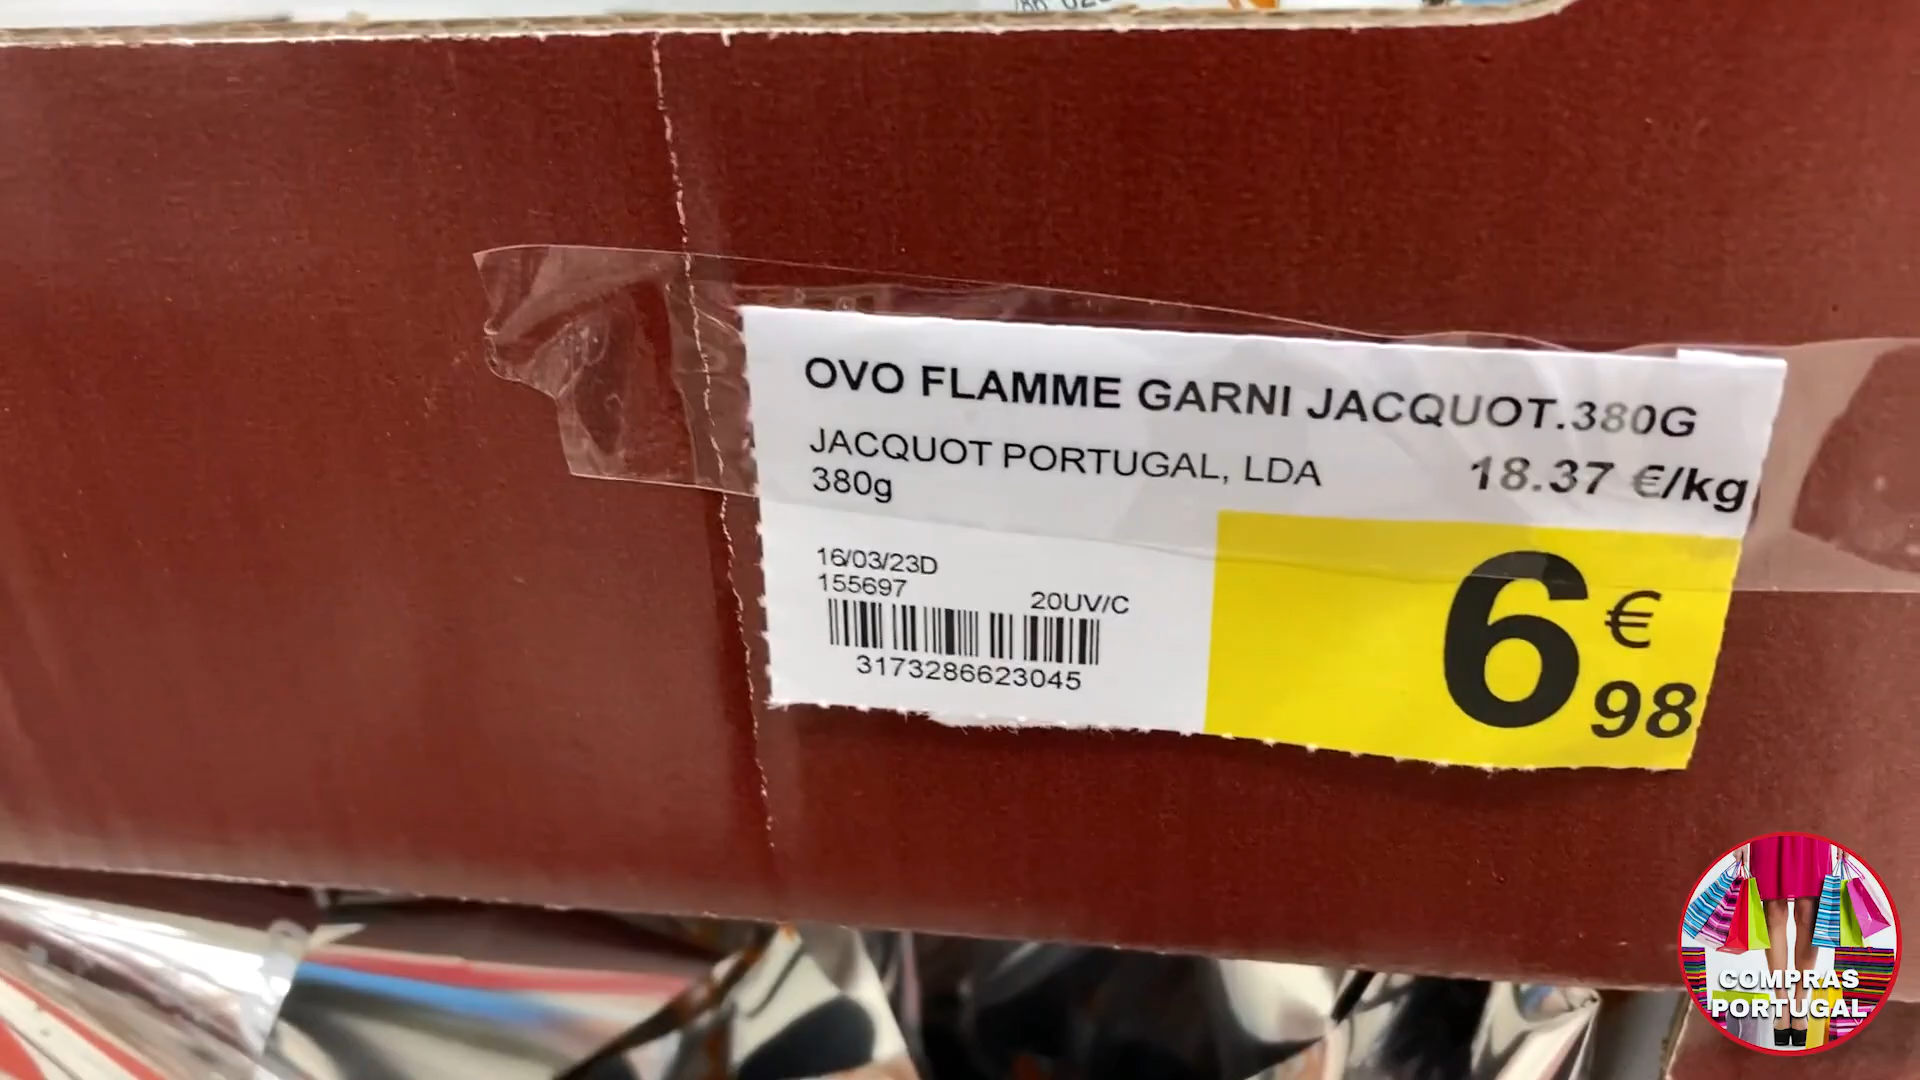 OVO FLAMME GARNI JACQUOT.380G
JACQUOT PORTUGAL, LDA
18.37 €/kg
380g
16/03/23D
155697
20UV/C
3173286623045
6 € 98
COMPRAS
PORTUGAL